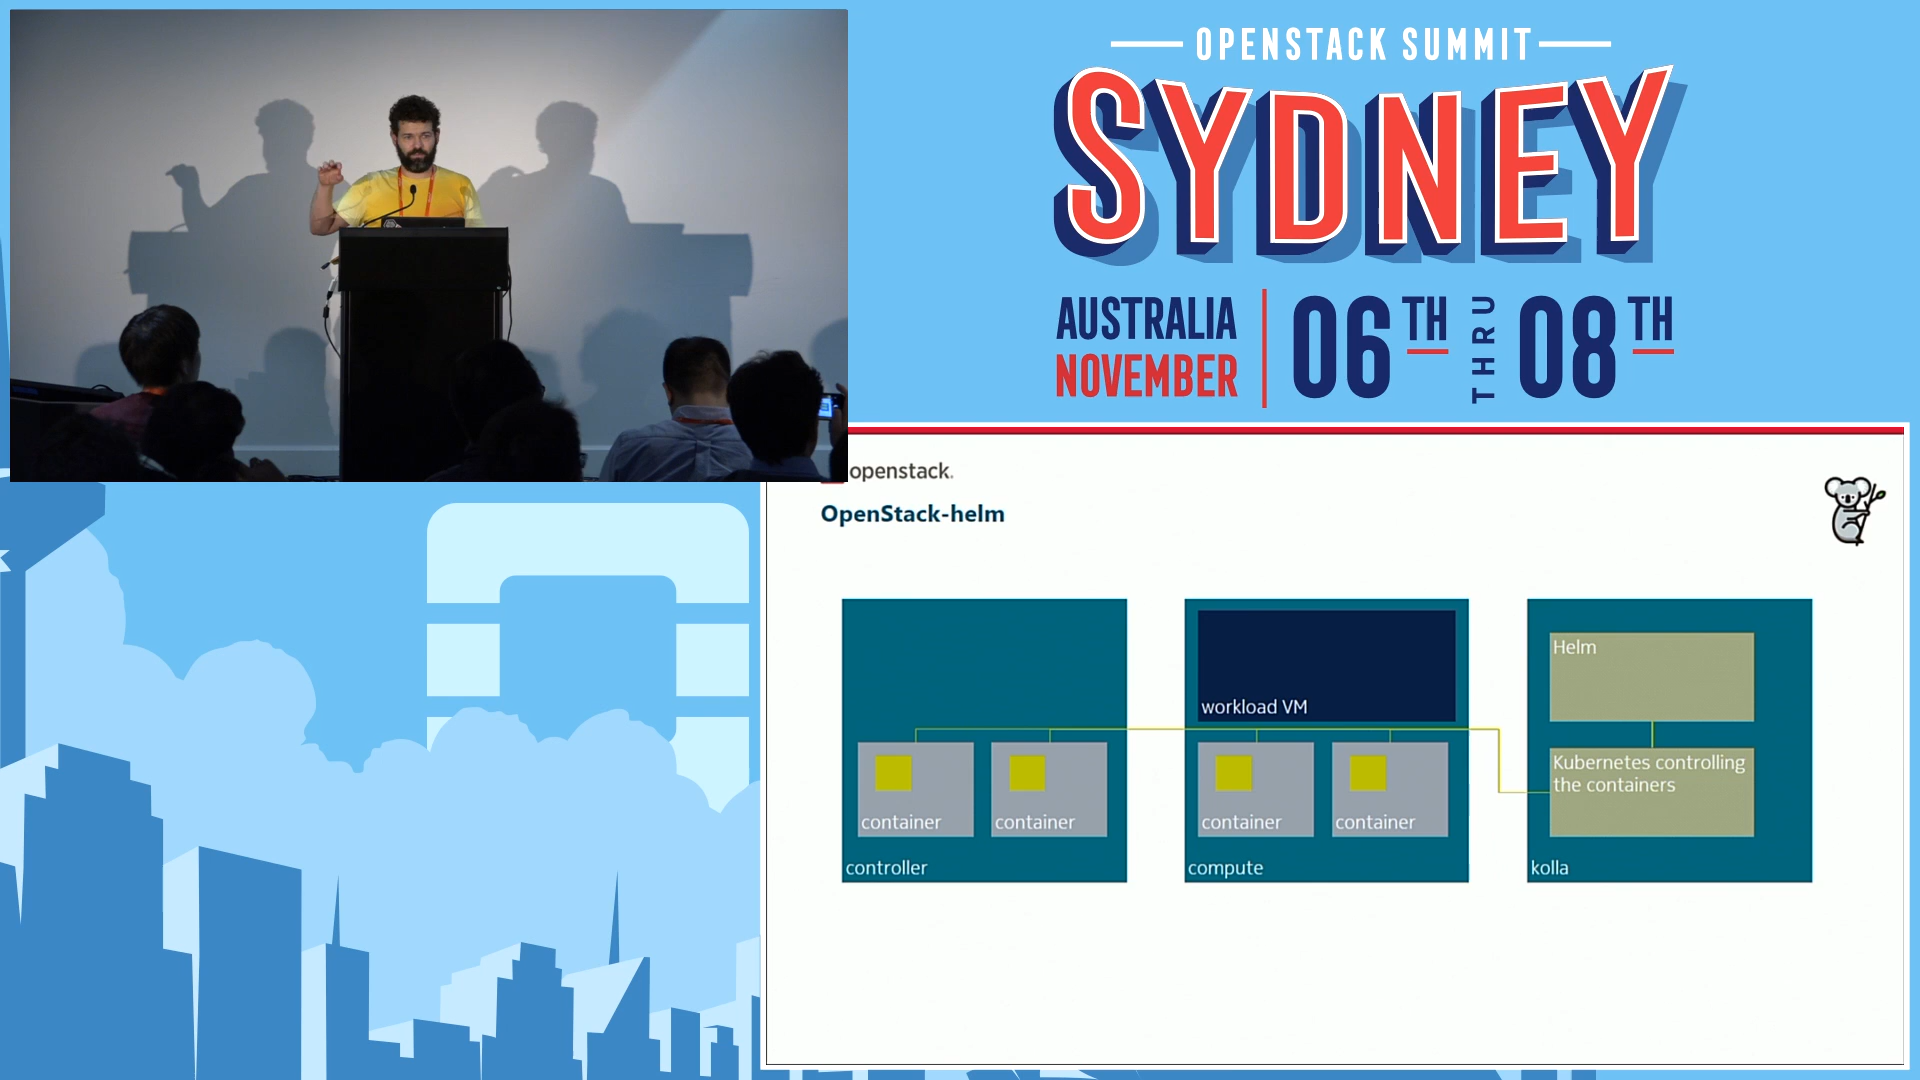 OPENSTACK SUMMIT
SYDNEY
AUSTRALIA
NOVEMBER
06TH
THRU
08TH
openstack.
OpenStack-helm
workload VM
container
container
controller
container
container
compute
Helm
Kubernetes controlling
the containers
kolla